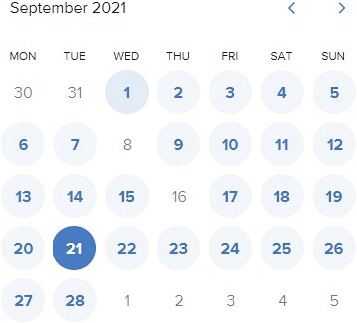 September 2021
MON TUE WED THU FRI SAT SUN
30 31 1 2 3 4 5
6 7 8 9 10 11 12
13 14 15 16 17 18 19
20 21 22 23 24 25 26
27 28 1 2 3 4 5